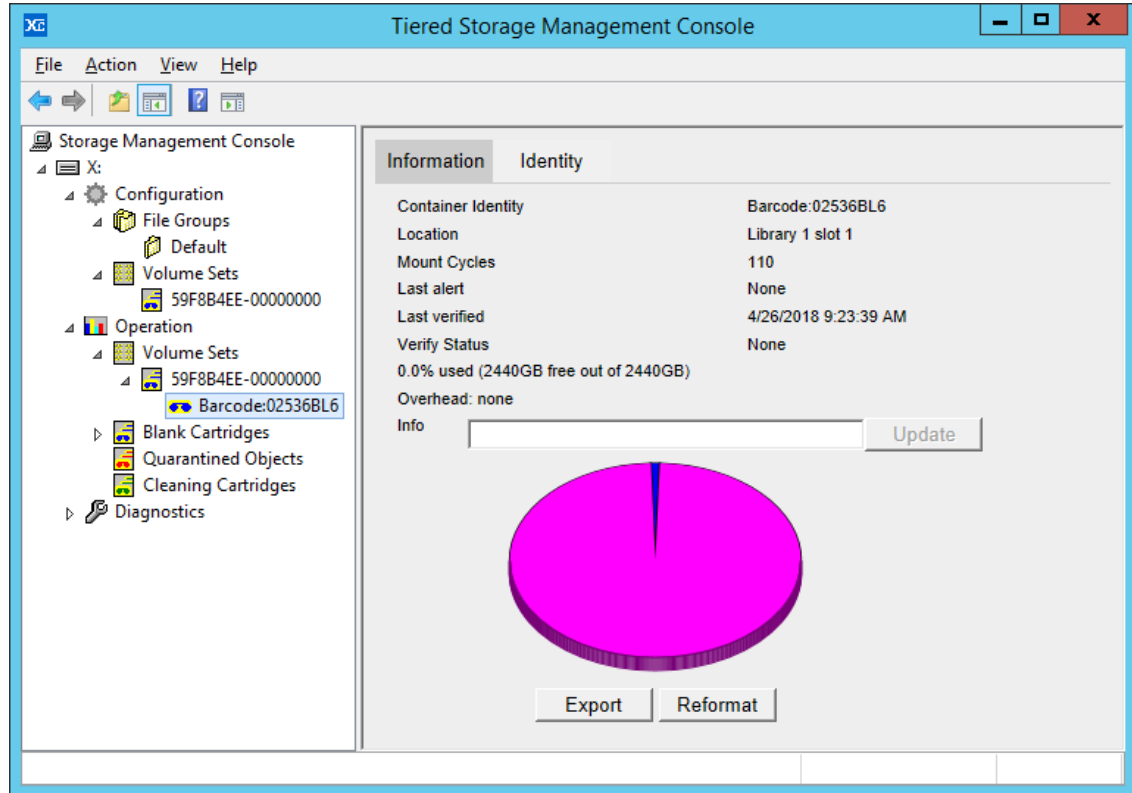 XC
Tiered Storage Management Console
x
File Action View Help
?
Storage Management Console
X:
Configuration
File Groups
Default
Volume Sets
59F8B4EE-00000000
Operation
Volume Sets
59F8B4EE-00000000
Barcode:02536BL6
Blank Cartridges
Quarantined Objects
Cleaning Cartridges
Diagnostics
Information Identity
Container Identity Barcode:02536BL6
Location Library 1 slot 1
Mount Cycles 110
Last alert None
Last verified 4/26/2018 9:23:39 AM
Verify Status None
0.0% used (2440GB free out of 2440GB)
Overhead: none
Info Update
Export Reformat